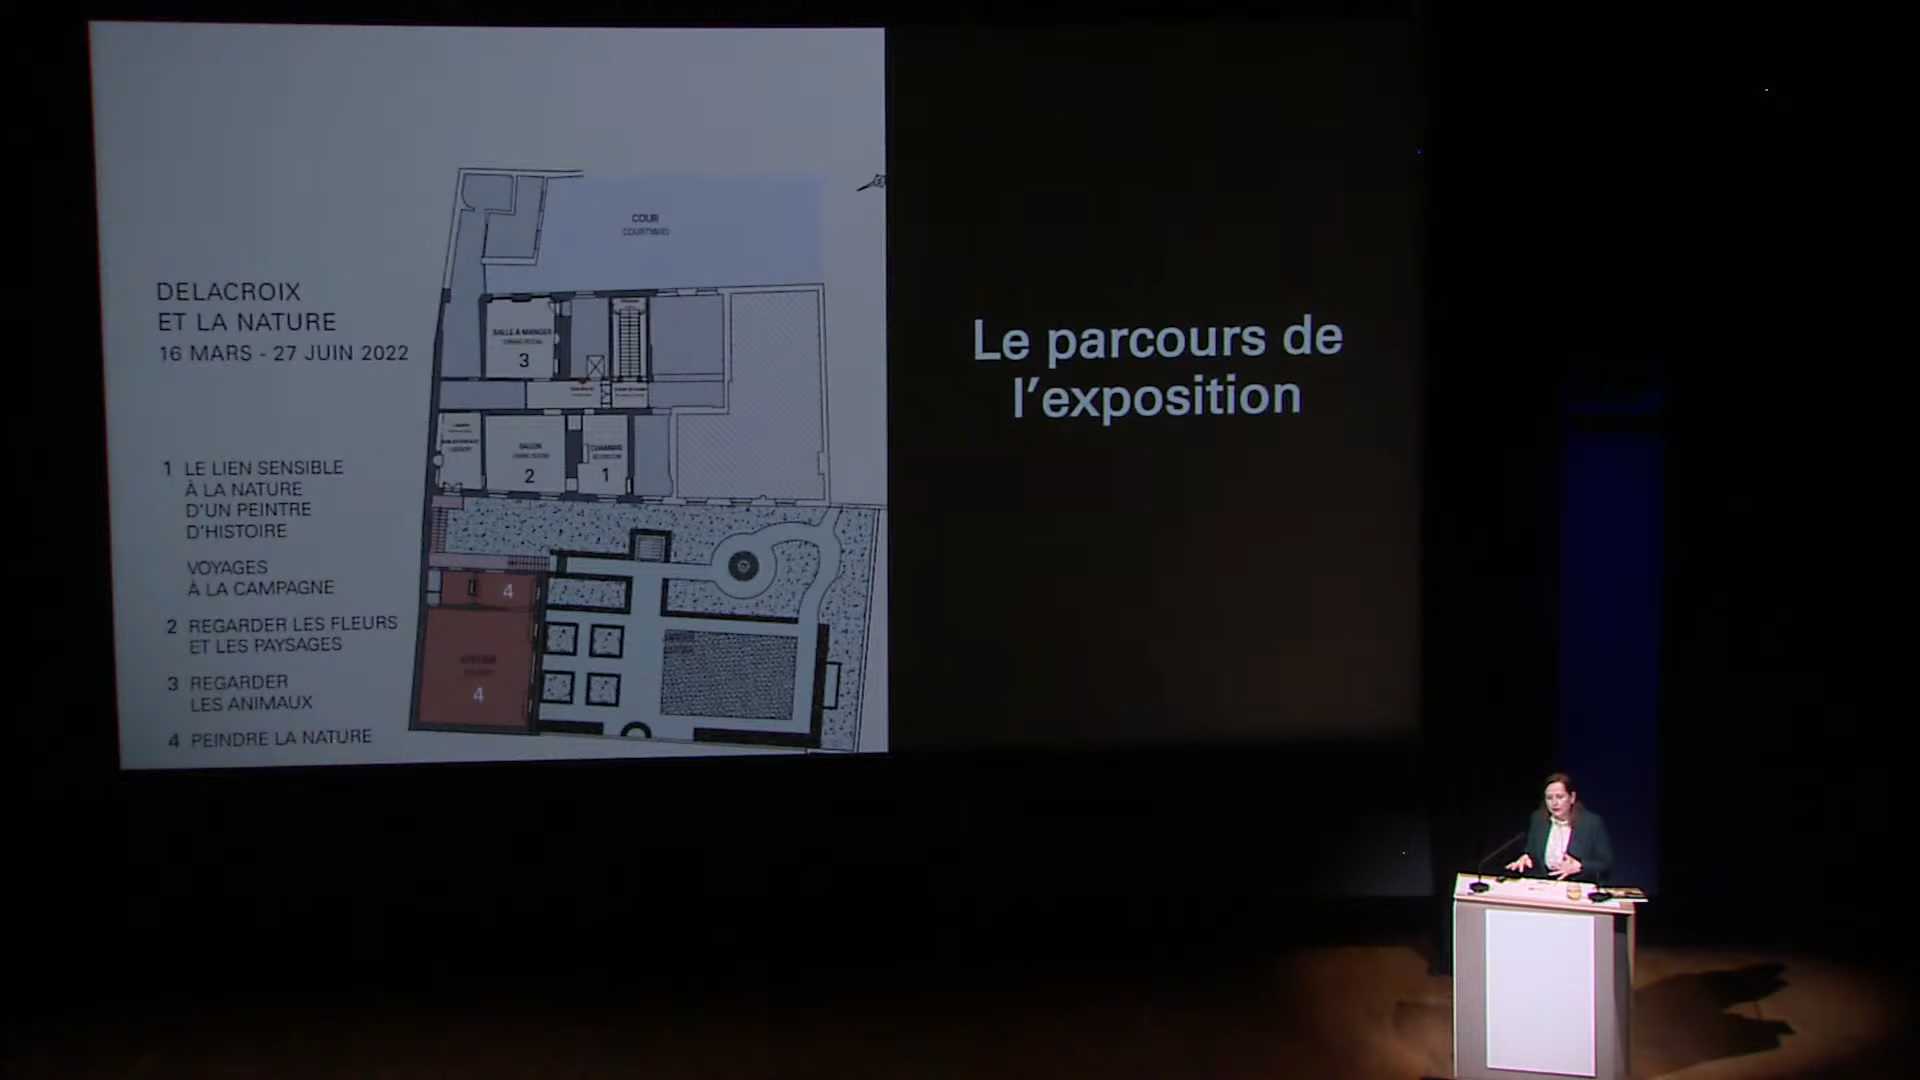 DELACROIX
ET LA NATURE
16 MARS - 27 JUIN 2022
1 LE LIEN SENSIBLE
À LA NATURE
D'UN PEINTRE
D'HISTOIRE
VOYAGES
À LA CAMPAGNE
2 REGARDER LES FLEURS
ET LES PAYSAGES
3 REGARDER
LES ANIMAUX
4 PEINDRE LA NATURE
COUR
COURTYARD
SALLE À MANGER
3
SALON
2
CHAMBRE
1
4
ATELIER
4
Le parcours de
l'exposition